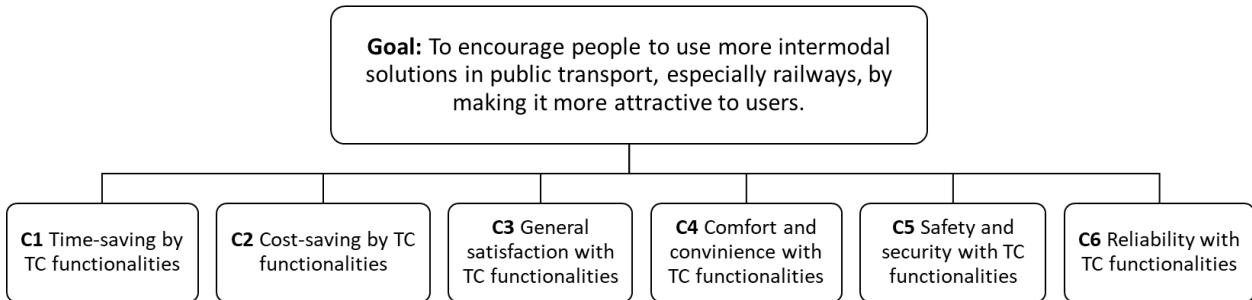 Goal: To encourage people to use more intermodal
solutions in public transport, especially railways, by
making it more attractive to users.
C1 Time-saving by
TC functionalities
C2 Cost-saving by TC
functionalities
C3 General
satisfaction with
TC functionalities
C4 Comfort and
convinience with
TC functionalities
C5 Safety and
security with TC
functionalities
C6 Reliability with
TC functionalities